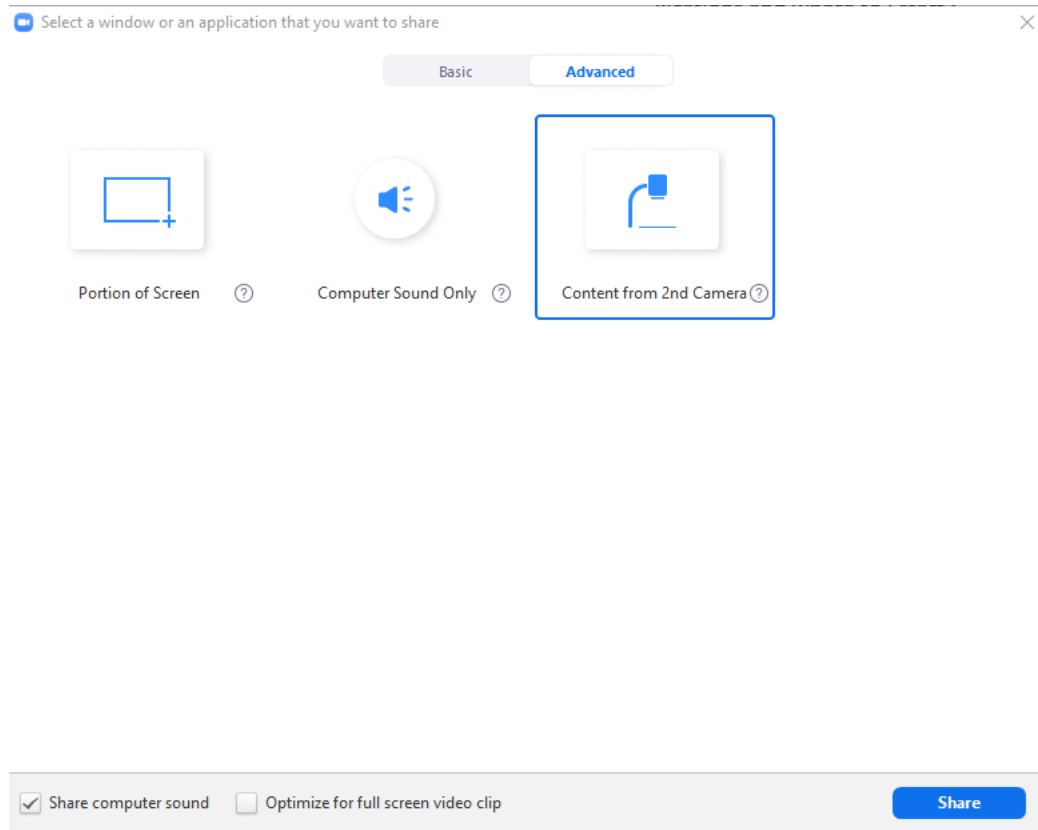 Select a window or an application that you want to share
Basic
Advanced
Portion of Screen
Computer Sound Only
Content from 2nd Camera
Share computer sound
Optimize for full screen video clip
Share